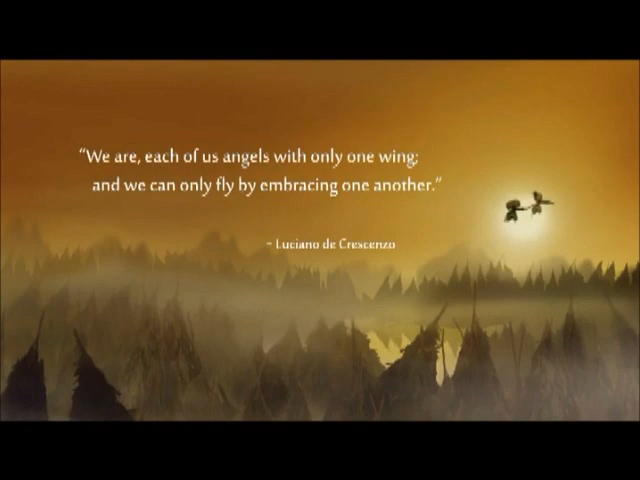 “We are, each of us angels with only one wing;
and we can only fly by embracing one another.”
~ Luciano de Crescenzo